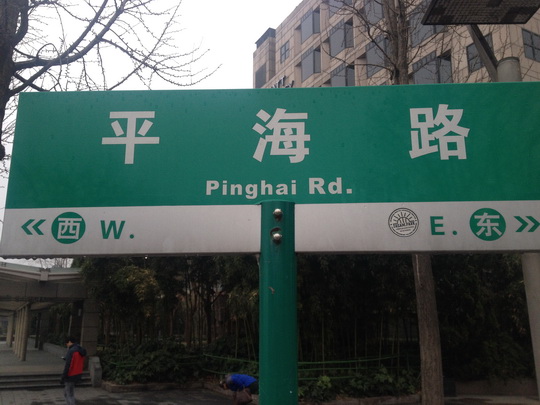 平海路
Pinghai Rd.
<< 西 W. E. 东 >>